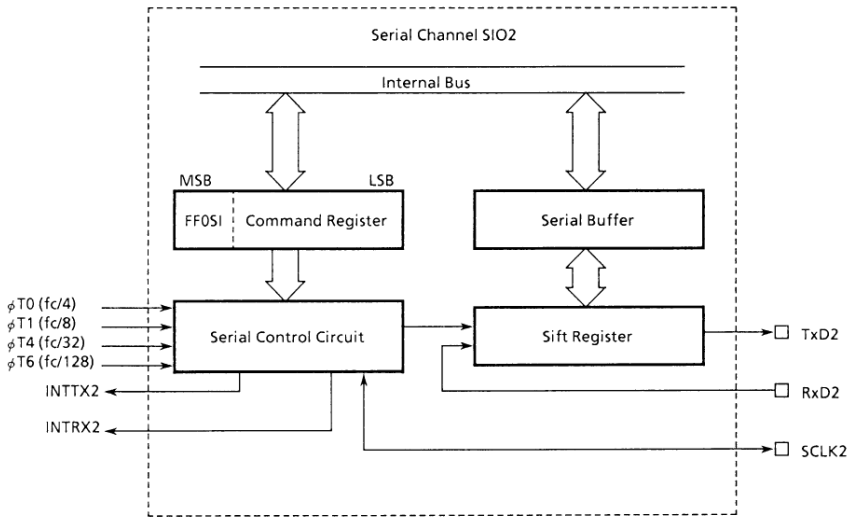 Serial Channel SIO2
Internal Bus
MSB
LSB
FF0SI
Command Register
Serial Buffer
ϕT0 (fc/4)
ϕT1 (fc/8)
ϕT4 (fc/32)
ϕT6 (fc/128)
Serial Control Circuit
Sift Register
TxD2
INTTX2
RxD2
INTRX2
SCLK2